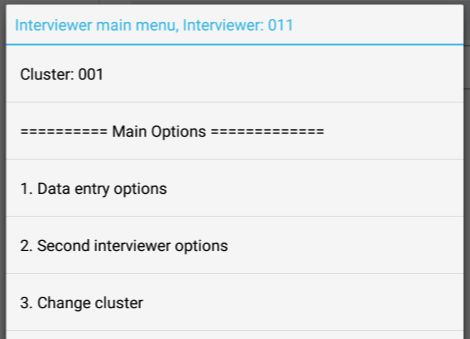 Interviewer main menu, Interviewer: 011
Cluster: 001
========== Main Options =============
1. Data entry options
2. Second interviewer options
3. Change cluster